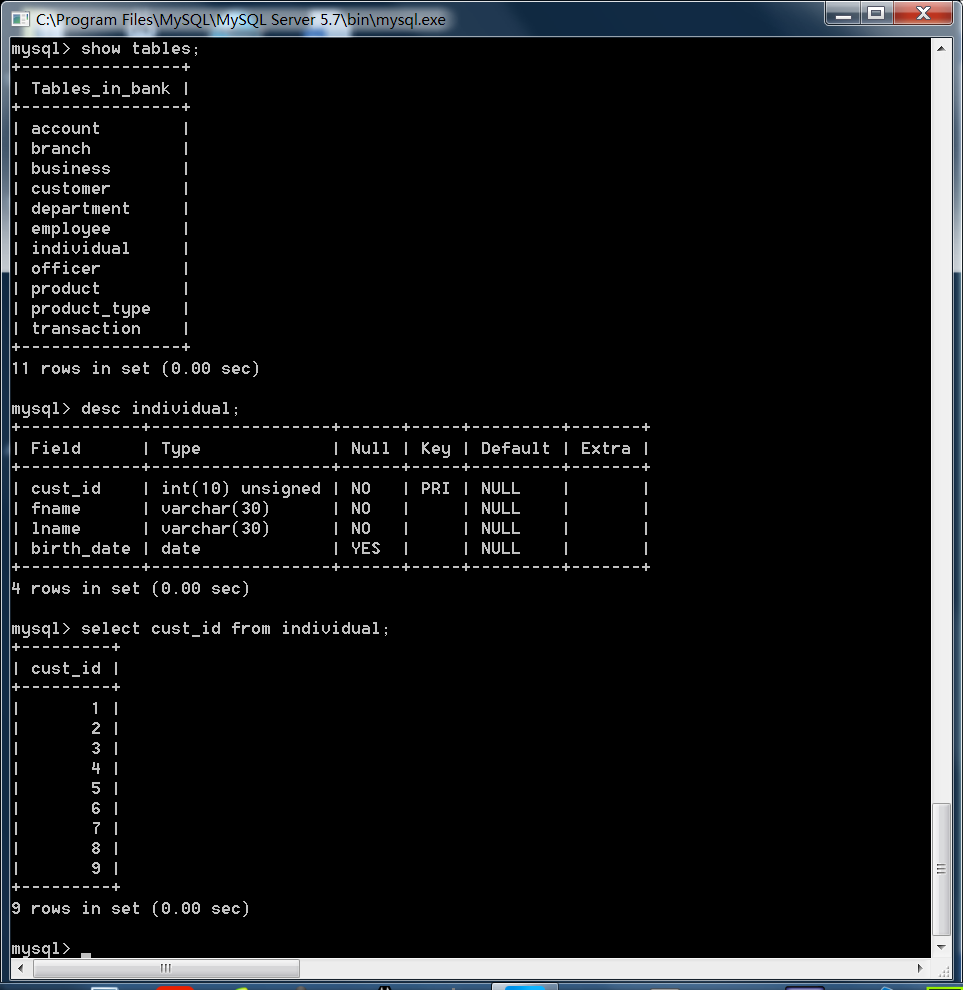 C:\Program Files\MySQL\MySQL Server 5.7\bin\mysql.exe
mysql> show tables;
+----------------+
| Tables_in_bank |
+----------------+
| account        |
| branch         |
| business       |
| customer       |
| department     |
| employee       |
| individual     |
| officer        |
| product        |
| product_type   |
| transaction    |
+----------------+
11 rows in set (0.00 sec)
mysql> desc individual;
+------------+------------------+------+-----+---------+-------+
| Field      | Type             | Null | Key | Default | Extra |
+------------+------------------+------+-----+---------+-------+
| cust_id    | int(10) unsigned | NO   | PRI | NULL    |       |
| fname      | varchar(30)      | NO   |     | NULL    |       |
| lname      | varchar(30)      | NO   |     | NULL    |       |
| birth_date | date             | YES  |     | NULL    |       |
+------------+------------------+------+-----+---------+-------+
4 rows in set (0.00 sec)
mysql> select cust_id from individual;
+---------+
| cust_id |
+---------+
|       1 |
|       2 |
|       3 |
|       4 |
|       5 |
|       6 |
|       7 |
|       8 |
|       9 |
+---------+
9 rows in set (0.00 sec)
mysql> _